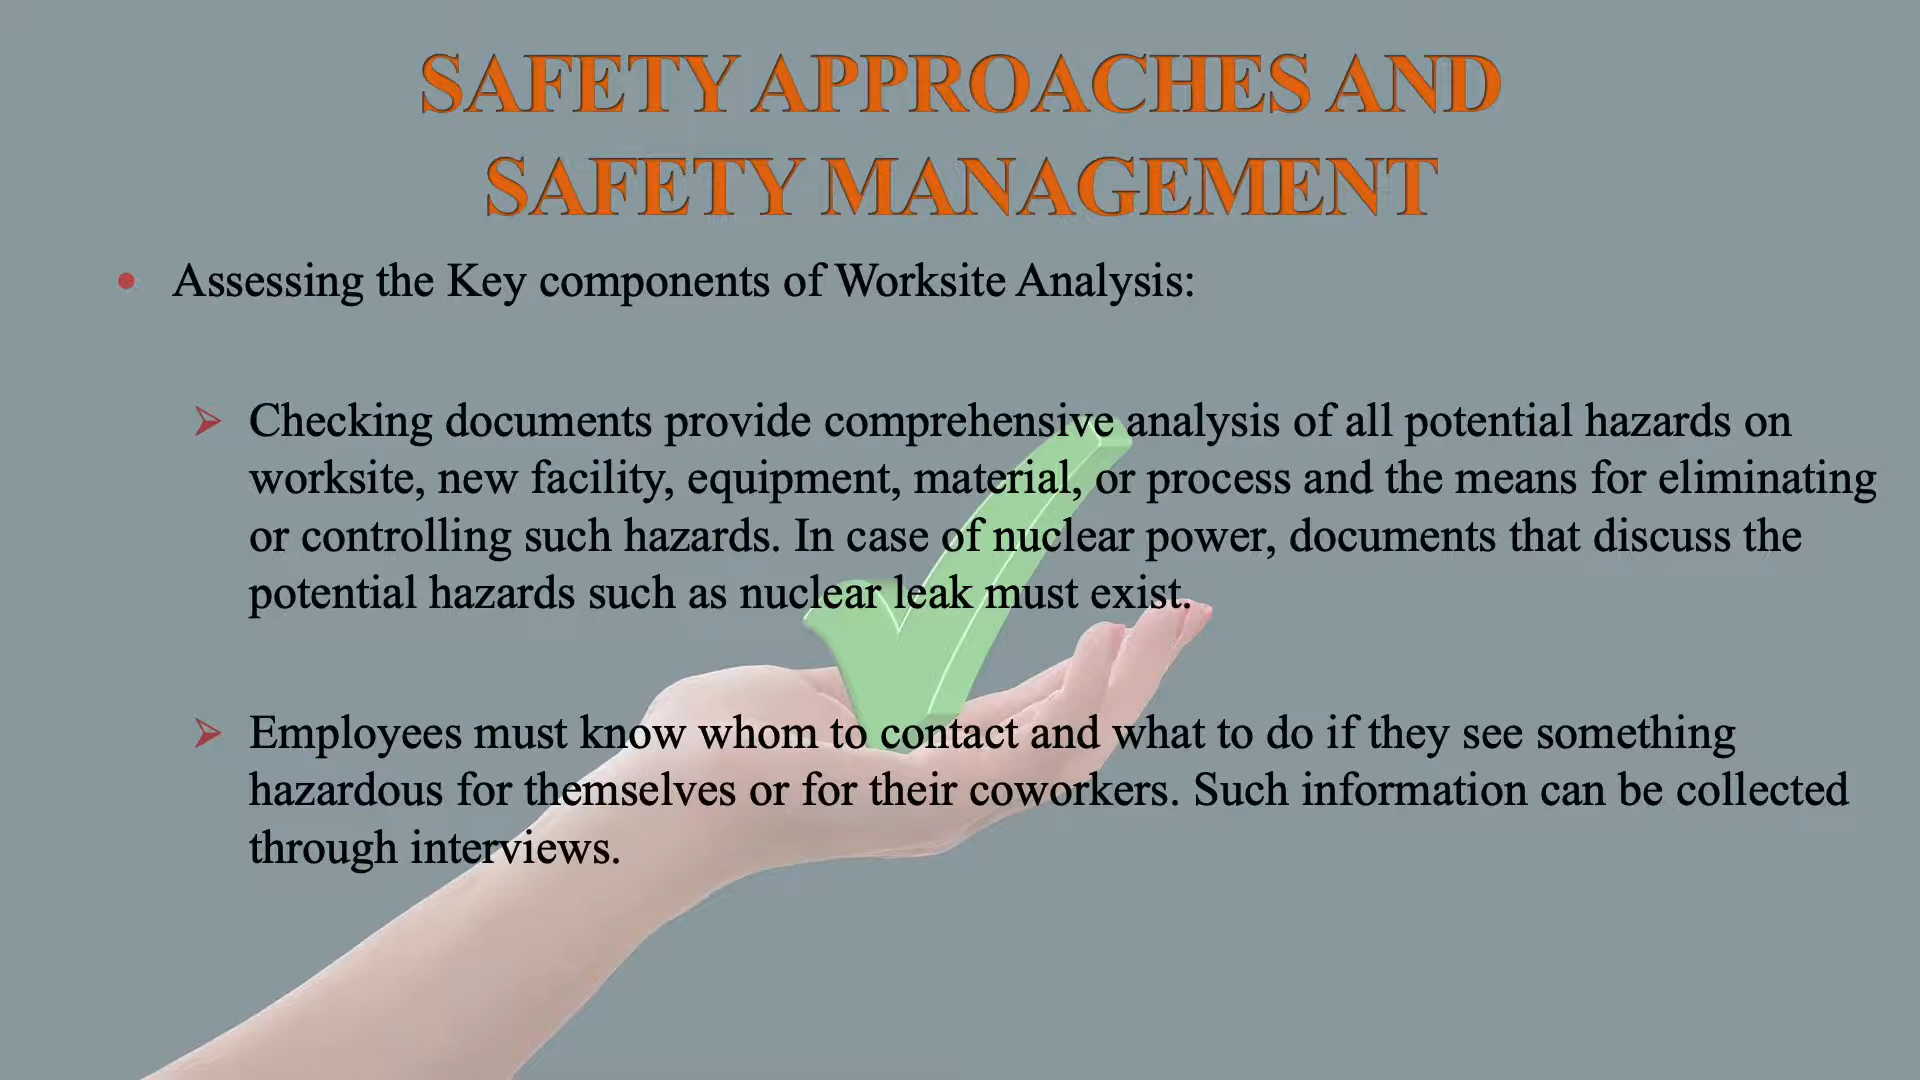 SAFETY APPROACHES AND
SAFETY MANAGEMENT
• Assessing the Key components of Worksite Analysis:
➢ Checking documents provide comprehensive analysis of all potential hazards on
worksite, new facility, equipment, material, or process and the means for eliminating
or controlling such hazards. In case of nuclear power, documents that discuss the
potential hazards such as nuclear leak must exist.
➢ Employees must know whom to contact and what to do if they see something
hazardous for themselves or for their coworkers. Such information can be collected
through interviews.